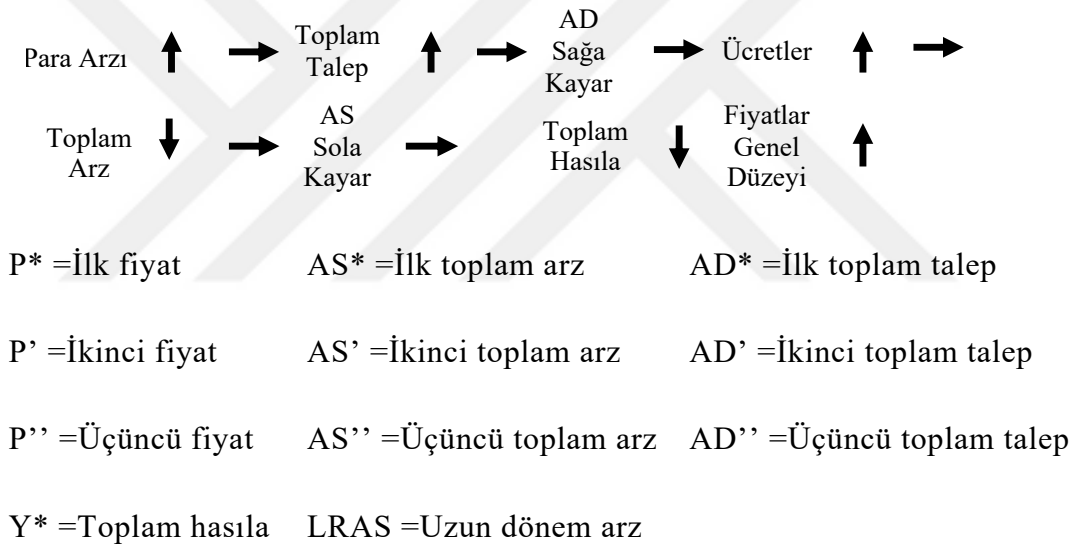 Para Arzı
Toplam
Talep
AD
Sağa
Kayar
Ücretler
Toplam
Arz
AS
Sola
Kayar
Toplam
Hasıla
Fiyatlar
Genel
Düzeyi
P* =İlk fiyat AS* =İlk toplam arz AD* =İlk toplam talep
P’ =İkinci fiyat AS’ =İkinci toplam arz AD’ =İkinci toplam talep
P’’ =Üçüncü fiyat AS’’ =Üçüncü toplam arz AD’’ =Üçüncü toplam talep
Y* =Toplam hasıla LRAS =Uzun dönem arz